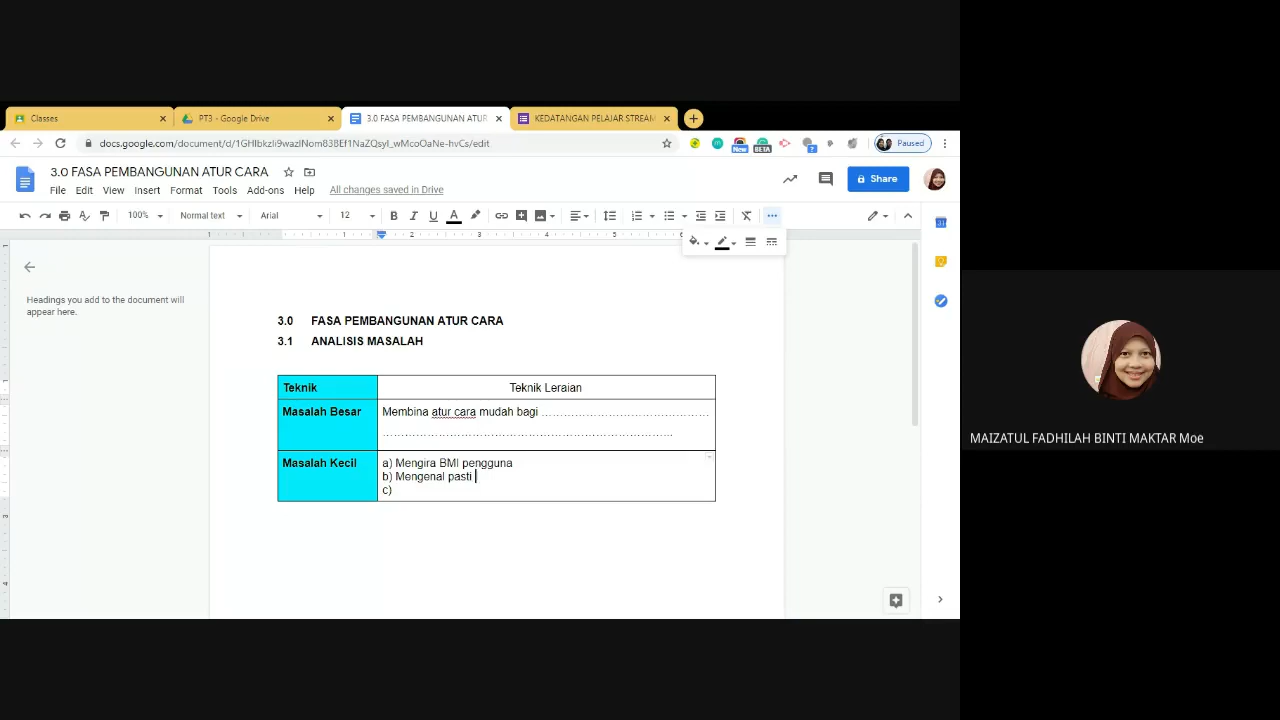 Classes
PT3 - Google Drive
3.0 FASA PEMBANGUNAN ATUR
KEDATANGAN PELAJAR STREAM
Paused
3.0 FASA PEMBANGUNAN ATUR CARA
File Edit View Insert Format Tools Add-ons Help All changes saved in Drive
Share
100% Normal text Arial 12
Headings you add to the document will
appear here.
3.0 FASA PEMBANGUNAN ATUR CARA
3.1 ANALISIS MASALAH
Teknik Teknik Leraian
Masalah Besar Membina atur cara mudah bagi ............................................
............................................................................
Masalah Kecil a) Mengira BMI pengguna
b) Mengenal pasti
c)
MAIZATUL FADHILAH BINTI MAKTAR Moe